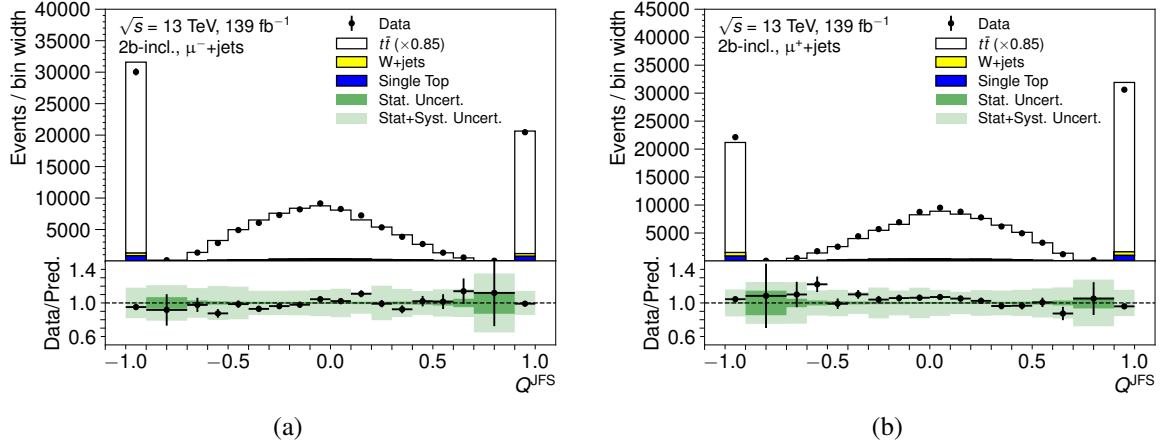 40000
35000
30000
25000
20000
15000
10000
5000
Events / bin width
√s = 13 TeV, 139 fb⁻¹
2b-incl., μ⁻+jets
Data
tt̄ (×0.85)
W+jets
Single Top
Stat. Uncert.
Stat+Syst. Uncert.
1.4
1.0
0.6
Data/Pred.
−1.0 −0.5 0.0 0.5 1.0
Q^JFS
(a)
45000
40000
35000
30000
25000
20000
15000
10000
5000
Events / bin width
√s = 13 TeV, 139 fb⁻¹
2b-incl., μ⁺+jets
Data
tt̄ (×0.85)
W+jets
Single Top
Stat. Uncert.
Stat+Syst. Uncert.
1.4
1.0
0.6
Data/Pred.
−1.0 −0.5 0.0 0.5 1.0
Q^JFS
(b)